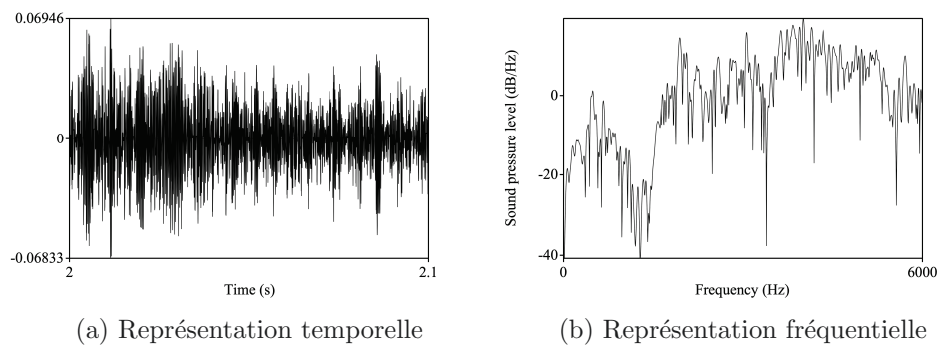 0.06946
0
-0.06833
2
2.1
Time (s)
(a) Représentation temporelle
Sound pressure level (dB/Hz)
0
-20
-40
0
6000
Frequency (Hz)
(b) Représentation fréquentielle